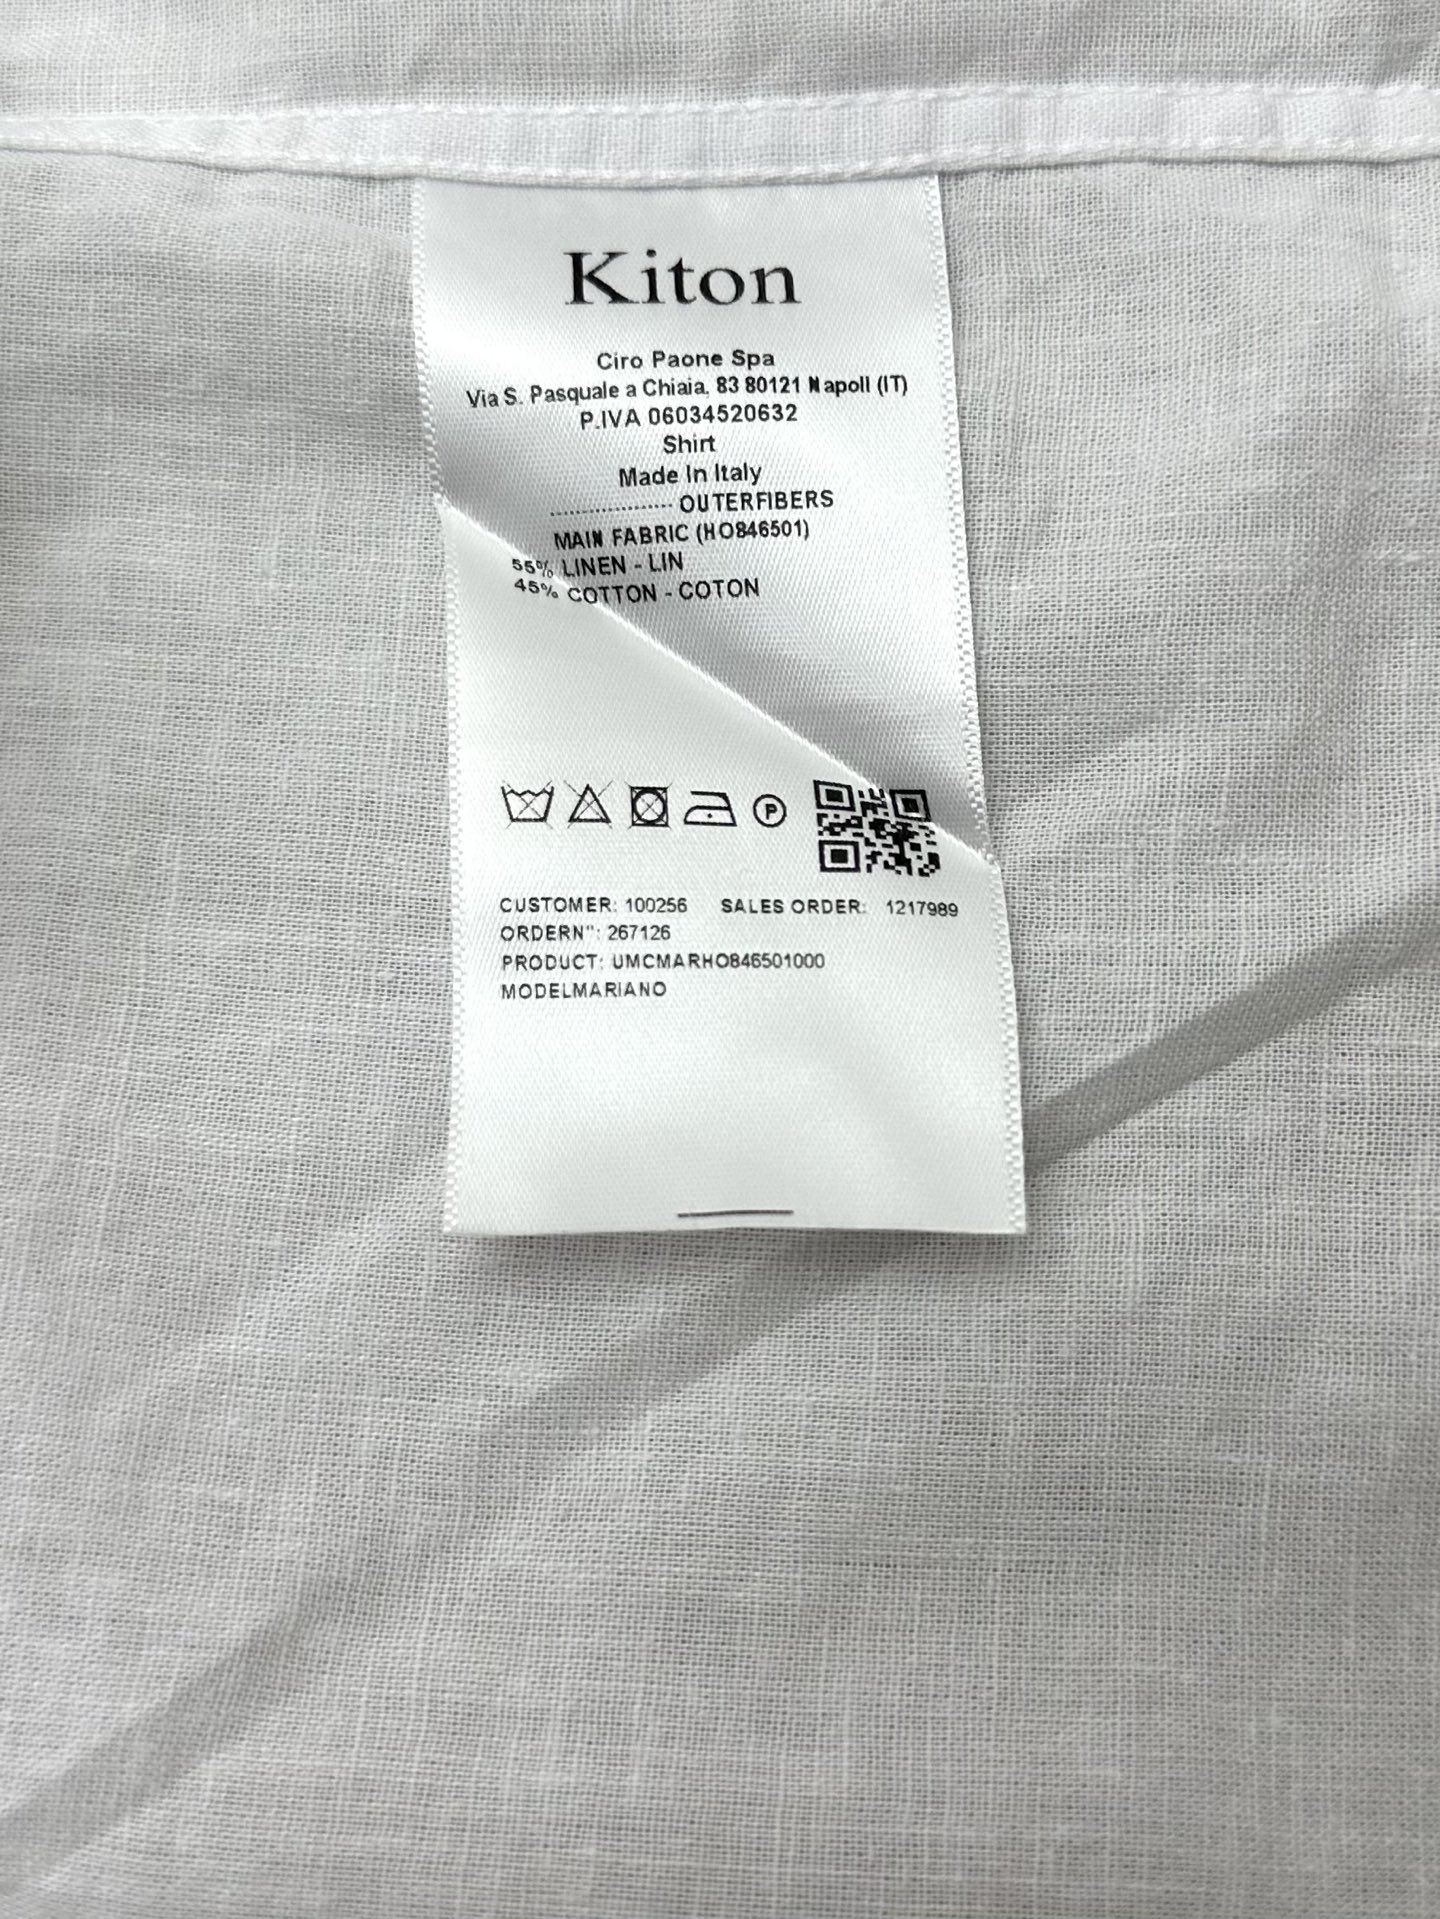 Kiton
Ciro Paone Spa
Via S. Pasquale a Chiaia, 83 80121 Napoli (IT)
P.IVA 06034520632
Shirt
Made In Italy
................... OUTERFIBERS
MAIN FABRIC (HO846501)
55% LINEN - LIN
45% COTTON - COTON
P
CUSTOMER: 100256 SALES ORDER: 1217989
ORDERN": 267126
PRODUCT: UMCMARHO846501000
MODELMARIANO